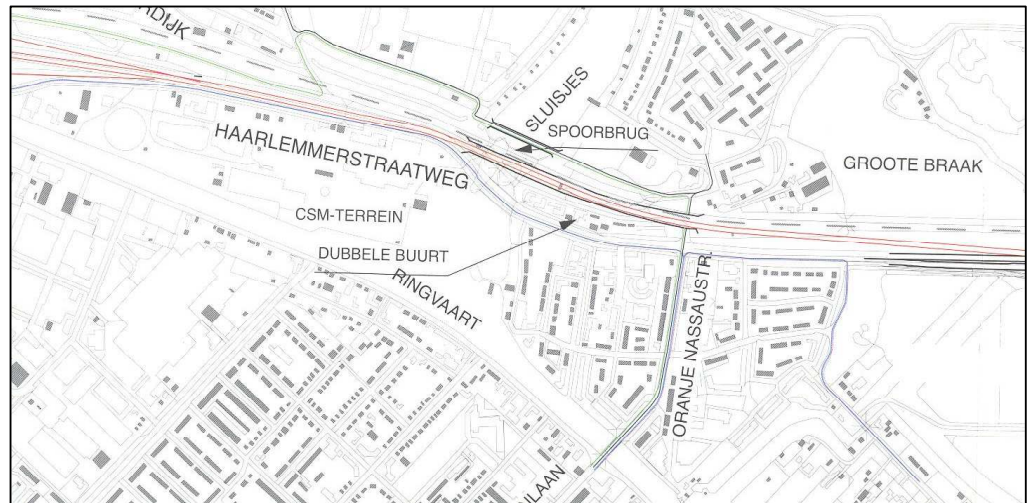 SLUISJES
SPOORBRUG
GROOTE BRAAK
HAARLEMMERSTRAATWEG
CSM-TERREIN
DUBBELE BUURT
RINGVAART
ORANJE NASSAUSTR.